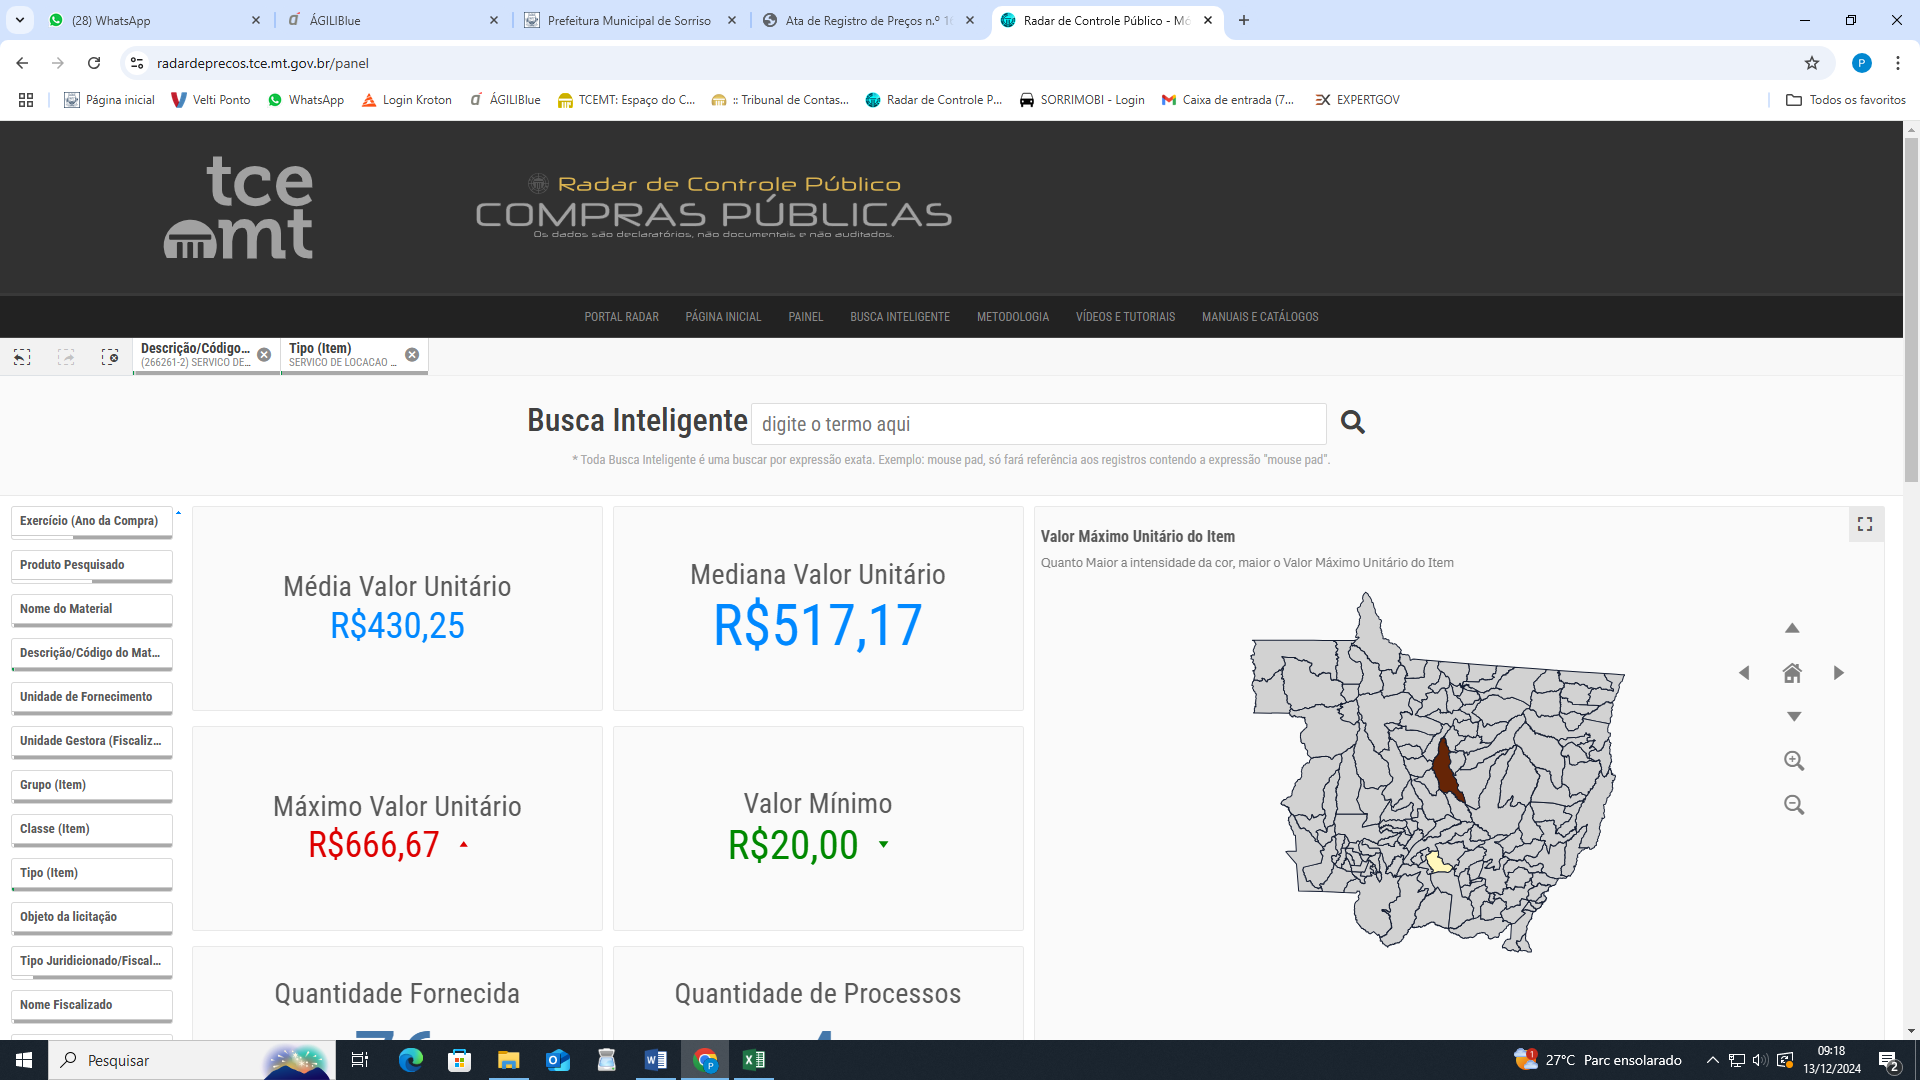 (28) WhatsApp
ÁGILIBlue
Prefeitura Municipal de Sorriso
Ata de Registro de Preços n.º 1
Radar de Controle Público - Mó
radardeprecos.tce.mt.gov.br/panel
P
Página inicial
Velti Ponto
WhatsApp
Login Kroton
ÁGILIBlue
TCEMT: Espaço do C...
:: Tribunal de Contas...
Radar de Controle P...
SORRIMOBI - Login
Caixa de entrada (7...
EXPERTGOV
Todos os favoritos
tce
mt
Radar de Controle Público
COMPRAS PÚBLICAS
Os dados são declaratórios, não documentais e não auditados.
PORTAL RADAR
PÁGINA INICIAL
PAINEL
BUSCA INTELIGENTE
METODOLOGIA
VÍDEOS E TUTORIAIS
MANUAIS E CATÁLOGOS
Descrição/Código...
(266261-2) SERVICO DE...
Tipo (Item)
SERVICO DE LOCACAO ...
Busca Inteligente
digite o termo aqui
* Toda Busca Inteligente é uma buscar por expressão exata. Exemplo: mouse pad, só fará referência aos registros contendo a expressão "mouse pad".
Exercício (Ano da Compra)
Produto Pesquisado
Nome do Material
Descrição/Código do Mat...
Unidade de Fornecimento
Unidade Gestora (Fiscaliz...
Grupo (Item)
Classe (Item)
Tipo (Item)
Objeto da licitação
Tipo Juridicionado/Fiscal...
Nome Fiscalizado
Média Valor Unitário
R$430,25
Mediana Valor Unitário
R$517,17
Máximo Valor Unitário
R$666,67
Valor Mínimo
R$20,00
Quantidade Fornecida
Quantidade de Processos
Valor Máximo Unitário do Item
Quanto Maior a intensidade da cor, maior o Valor Máximo Unitário do Item
Pesquisar
27°C Parc ensolarado
09:18
13/12/2024
2